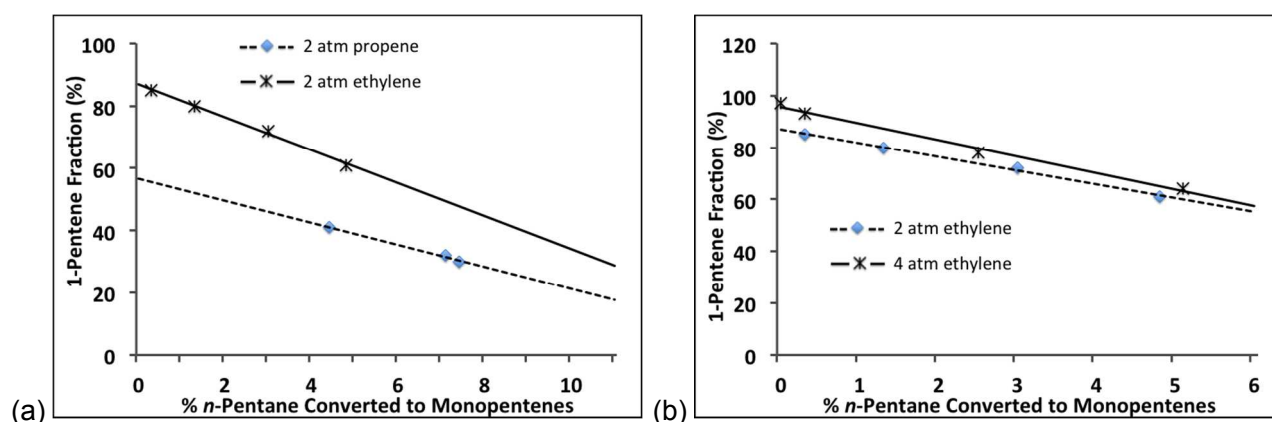 (a)
1-Pentene Fraction (%)
100
80
60
40
20
0
2 atm propene
2 atm ethylene
0 2 4 6 8 10
% n-Pentane Converted to Monopentenes
(b)
1-Pentene Fraction (%)
120
100
80
60
40
20
0
2 atm ethylene
4 atm ethylene
0 1 2 3 4 5 6
% n-Pentane Converted to Monopentenes